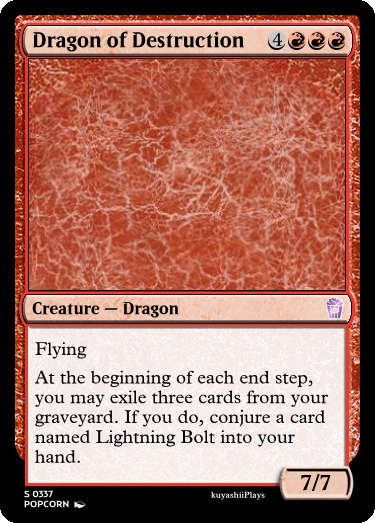 Dragon of Destruction 4
Creature — Dragon
Flying
At the beginning of each end step,
you may exile three cards from your
graveyard. If you do, conjure a card
named Lightning Bolt into your
hand.
7/7
S 0337
POPCORN
kuyashiiPlays